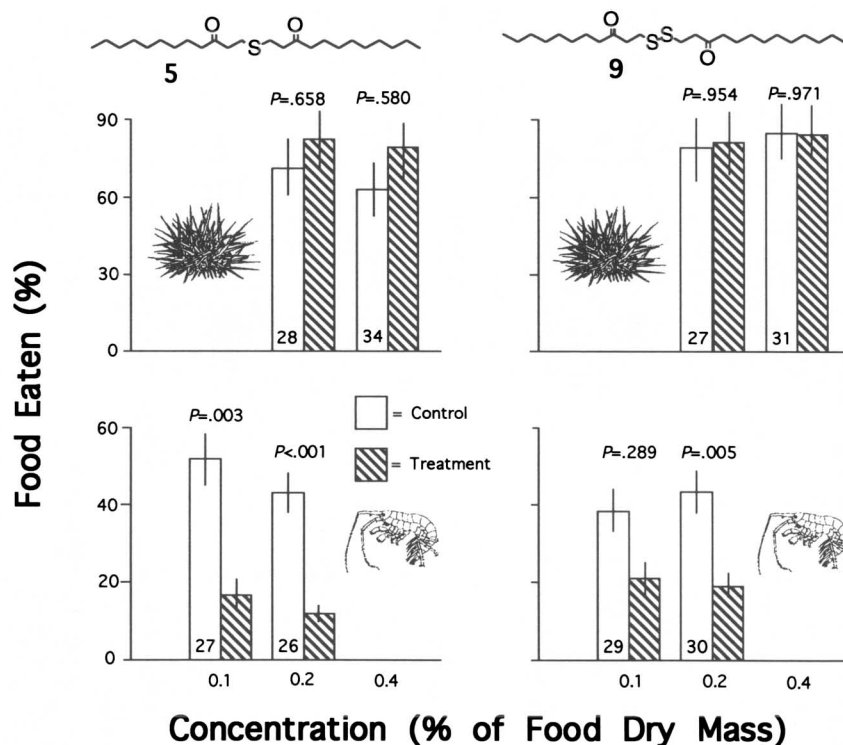 O O
S
5
O
S S
O
9
Food Eaten (%)
P=.658 P=.580
90
60
30
0
28 34
P=.954 P=.971
27 31
P=.003
P<.001
60
40
20
0
27 26
0.1 0.2 0.4
= Control
= Treatment
P=.289 P=.005
29 30
0.1 0.2 0.4
Concentration (% of Food Dry Mass)